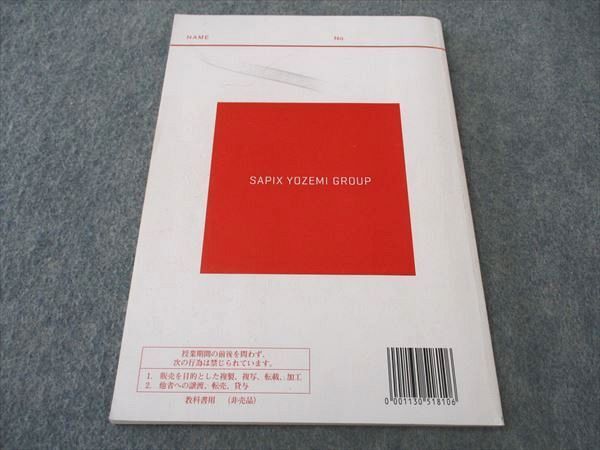 NAME No.
SAPIX YOZEMI GROUP
授業期間の前後を問わず、
次の行為は禁じられています。
1. 販売を目的とした複製、複写、転載、加工
2. 他者への譲渡、転売、貸与
教科書用 （非売品）
0 001130 518106